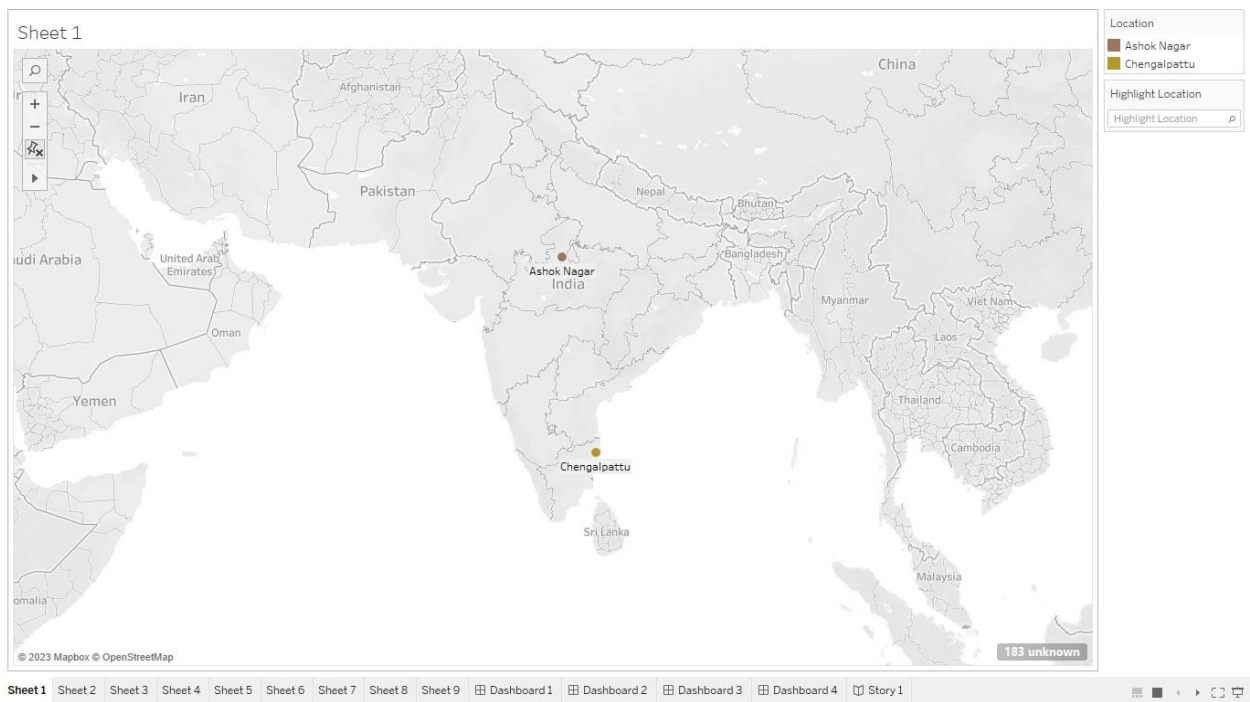 Sheet 1
Location
Ashok Nagar
Chengalpattu
Highlight Location
Highlight Location
China
Iran
Afghanistan
Pakistan
Nepal
Bhutan
udi Arabia
United Arab
Emirates
Bangladesh
Ashok Nagar
India
Myanmar
Viet Nam
Oman
Laos
Yemen
Thailand
Cambodia
Chengalpattu
Sri Lanka
Malaysia
omalia
© 2023 Mapbox © OpenStreetMap
183 unknown
Sheet 1 Sheet 2 Sheet 3 Sheet 4 Sheet 5 Sheet 6 Sheet 7 Sheet 8 Sheet 9 Dashboard 1 Dashboard 2 Dashboard 3 Dashboard 4 Story 1